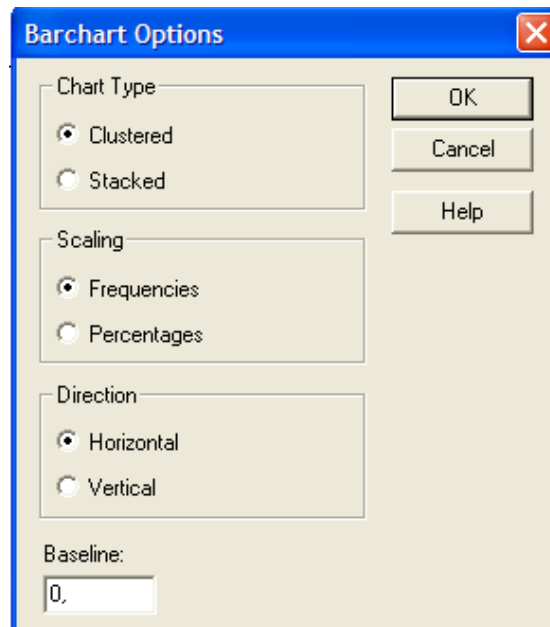 Barchart Options
Chart Type
Clustered
Stacked
Scaling
Frequencies
Percentages
Direction
Horizontal
Vertical
Baseline:
0,
OK
Cancel
Help